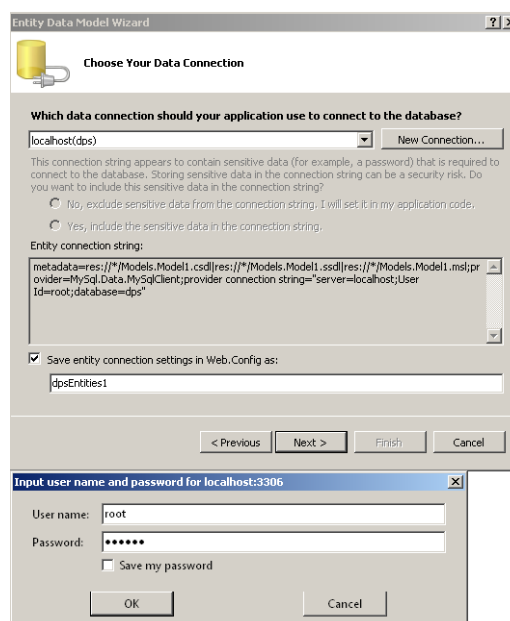 Entity Data Model Wizard
?
Choose Your Data Connection
Which data connection should your application use to connect to the database?
localhost(dps)
New Connection...
This connection string appears to contain sensitive data (for example, a password) that is required to
connect to the database. Storing sensitive data in the connection string can be a security risk. Do
you want to include this sensitive data in the connection string?
No, exclude sensitive data from the connection string. I will set it in my application code.
Yes, include the sensitive data in the connection string.
Entity connection string:
metadata=res://*/Models.Model1.csdl|res://*/Models.Model1.ssdl|res://*/Models.Model1.msl;pr
ovider=MySql.Data.MySqlClient;provider connection string="server=localhost;User
Id=root;database=dps"
Save entity connection settings in Web.Config as:
dpsEntities1
< Previous
Next >
Finish
Cancel
Input user name and password for localhost:3306
User name:
root
Password:
••••••
Save my password
OK
Cancel